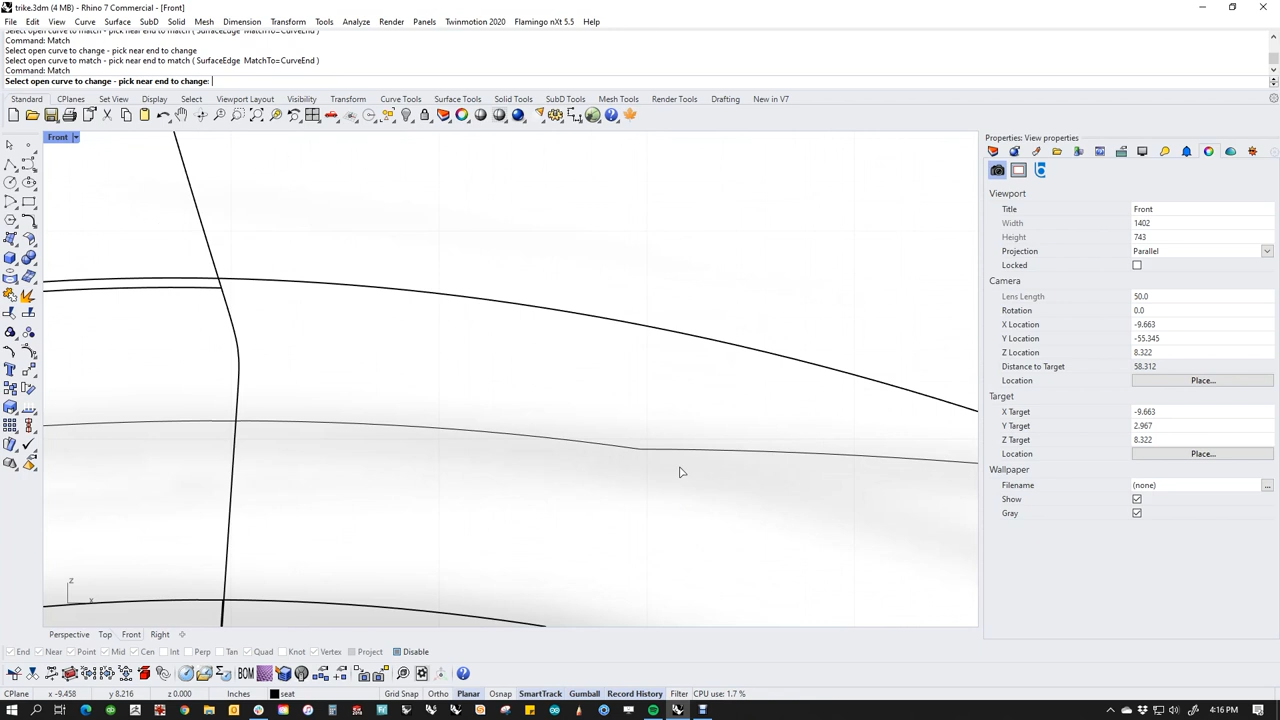 trike.3dm (4 MB) - Rhino 7 Commercial - [Front]
File Edit View Curve Surface SubD Solid Mesh Dimension Transform Tools Analyze Render Panels Twinmotion 2020 Flamingo nXt 5.5 Help
Select open curve to match - pick near end to match ( SurfaceEdge MatchTo=CurveEnd )
Command: Match
Select open curve to change - pick near end to change
Select open curve to match - pick near end to match ( SurfaceEdge MatchTo=CurveEnd )
Command: Match
Select open curve to change - pick near end to change:
Standard CPlanes Set View Display Select Viewport Layout Visibility Transform Curve Tools Surface Tools Solid Tools SubD Tools Mesh Tools Render Tools Drafting New in V7
Front
Properties: View properties
Viewport
Title Front
Width 1402
Height 743
Projection Parallel
Locked
Camera
Lens Length 50.0
Rotation 0.0
X Location -9.663
Y Location -55.345
Z Location 8.322
Distance to Target 58.312
Location Place...
Target
X Target -9.663
Y Target 2.967
Z Target 8.322
Location Place...
Wallpaper
Filename (none) ...
Show
Gray
z
x
Perspective Top Front Right
End Near Point Mid Cen Int Perp Tan Quad Knot Vertex Project Disable
BOM
CPlane x -9.458 y 8.216 z 0.000 Inches seat Grid Snap Ortho Planar Osnap SmartTrack Gumball Record History Filter CPU use: 1.7 %
4:16 PM